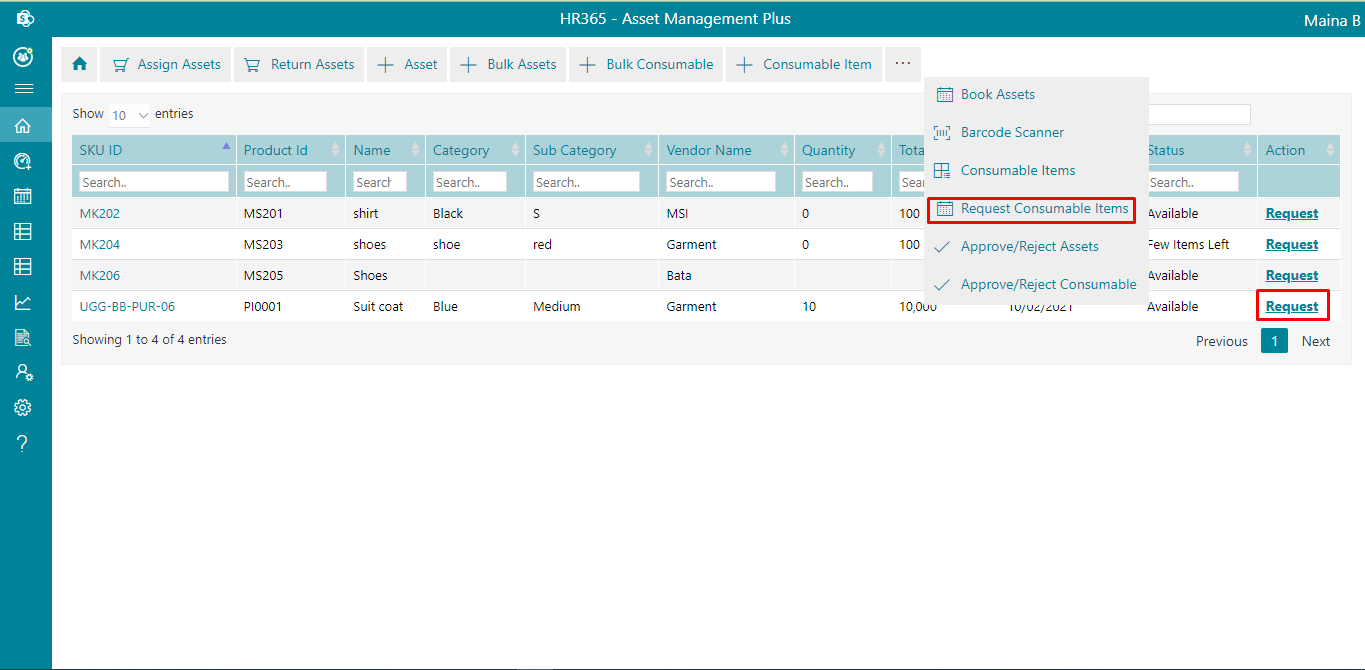 HR365 - Asset Management Plus
Maina B
Assign Assets Return Assets Asset Bulk Assets Bulk Consumable Consumable Item ...
Book Assets
Barcode Scanner
Consumable Items
Request Consumable Items
Approve/Reject Assets
Approve/Reject Consumable
Show 10 entries
SKU ID Product Id Name Category Sub Category Vendor Name Quantity Tota Status Action
Search.. Search.. Search Search.. Search.. Search.. Search.. Sear Search..
MK202 MS201 shirt Black S MSI 0 100 Available Request
MK204 MS203 shoes shoe red Garment 0 100 Few Items Left Request
MK206 MS205 Shoes Bata Available Request
UGG-BB-PUR-06 PI0001 Suit coat Blue Medium Garment 10 10,000 10/02/2021 Available Request
Showing 1 to 4 of 4 entries
Previous 1 Next